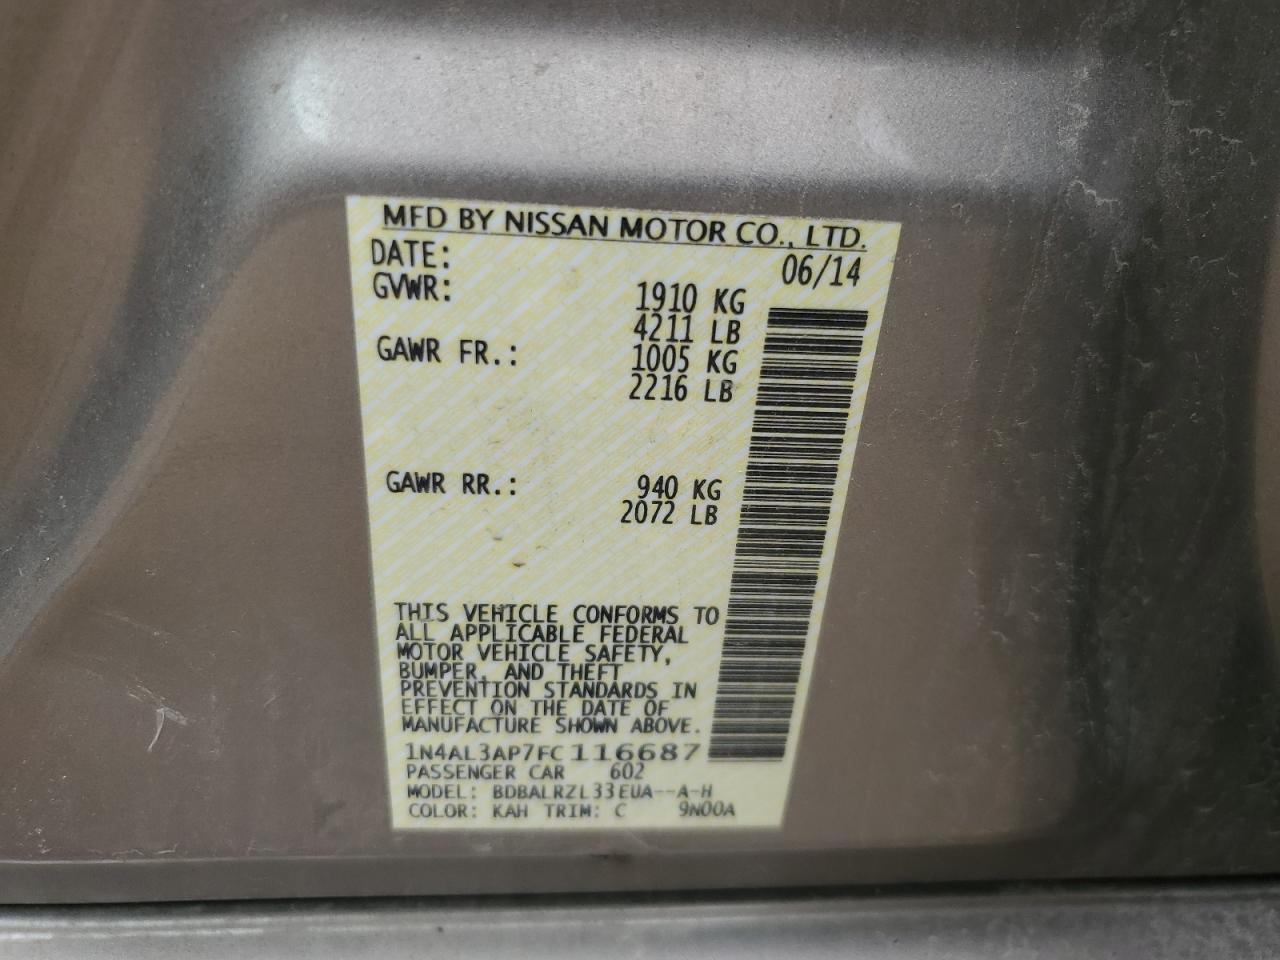 MFD BY NISSAN MOTOR CO., LTD.
DATE: 06/14
GVWR: 1910 KG
4211 LB
GAWR FR.: 1005 KG
2216 LB
GAWR RR.: 940 KG
2072 LB
THIS VEHICLE CONFORMS TO
ALL APPLICABLE FEDERAL
MOTOR VEHICLE SAFETY,
BUMPER, AND THEFT
PREVENTION STANDARDS IN
EFFECT ON THE DATE OF
MANUFACTURE SHOWN ABOVE.
1N4AL3AP7FC116687
PASSENGER CAR 602
MODEL: BDBALRZL33EUA--A-H
COLOR: KAH TRIM: C 9N00A